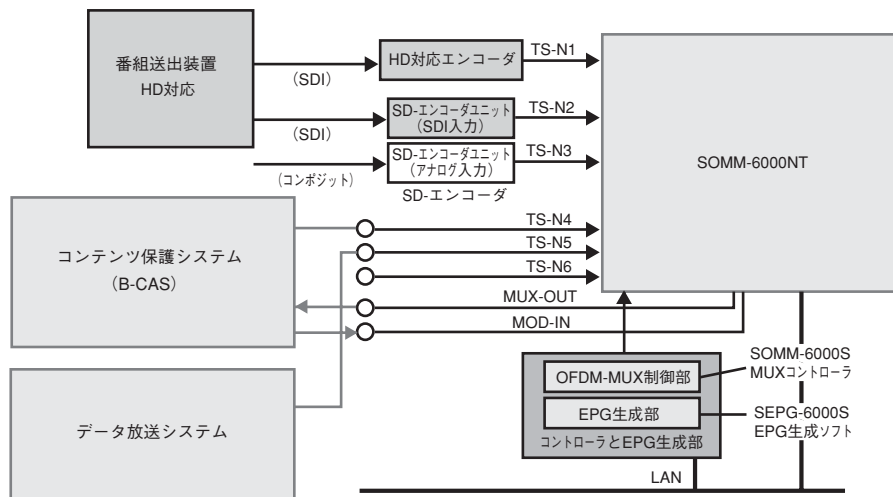 番組送出装置
HD対応
(SDI)
HD対応エンコーダ
TS-N1
(SDI)
SD-エンコーダユニット
(SDI入力)
TS-N2
(コンポジット)
SD-エンコーダユニット
(アナログ入力)
TS-N3
SD-エンコーダ
SOMM-6000NT
コンテンツ保護システム
(B-CAS)
TS-N4
TS-N5
TS-N6
MUX-OUT
MOD-IN
データ放送システム
OFDM-MUX制御部
EPG生成部
コントローラとEPG生成部
SOMM-6000S
MUXコントローラ
SEPG-6000S
EPG生成ソフト
LAN